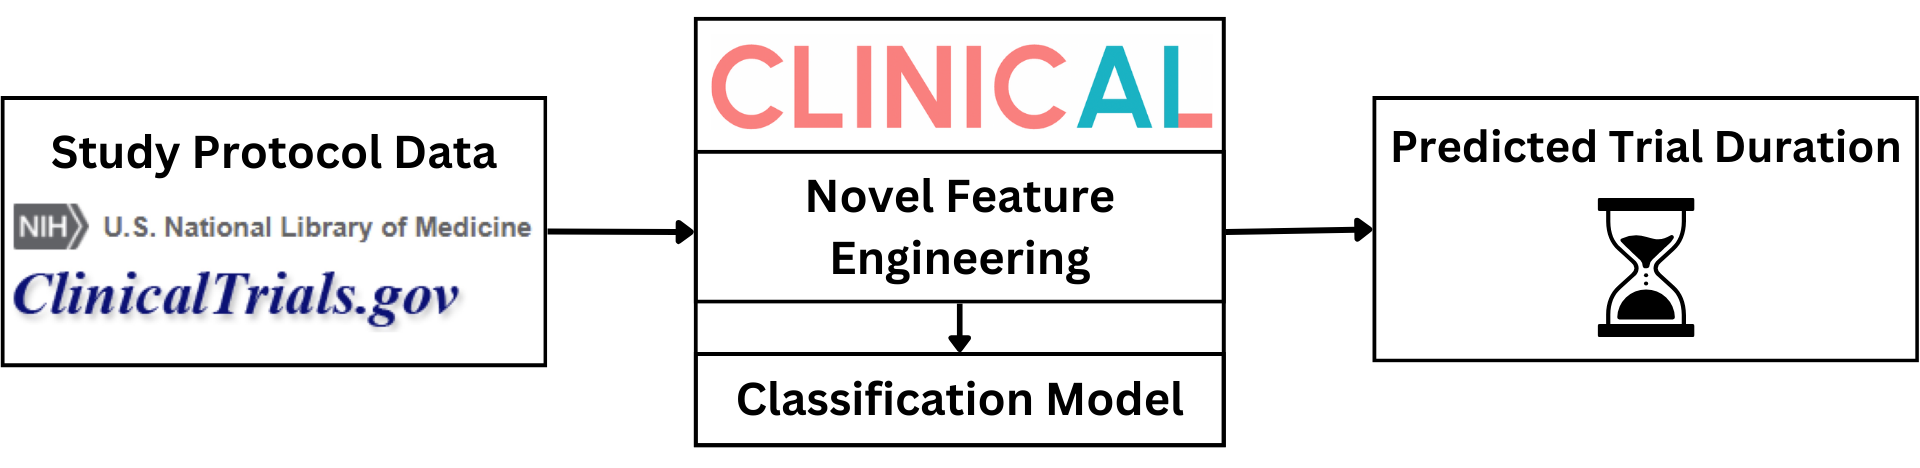 Study Protocol Data
NIH U.S. National Library of Medicine
ClinicalTrials.gov
CLINICAL
Novel Feature
Engineering
Classification Model
Predicted Trial Duration